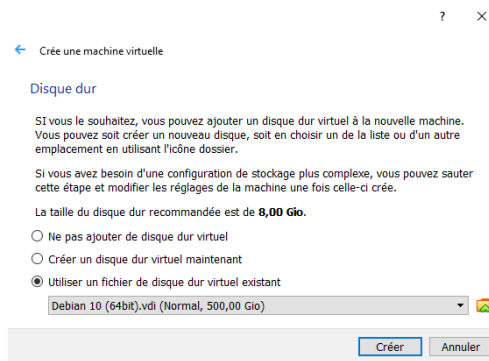 ?
×
← Crée une machine virtuelle
Disque dur
SI vous le souhaitez, vous pouvez ajouter un disque dur virtuel à la nouvelle machine.
Vous pouvez soit créer un nouveau disque, soit en choisir un de la liste ou d'un autre
emplacement en utilisant l'icône dossier.
Si vous avez besoin d'une configuration de stockage plus complexe, vous pouvez sauter
cette étape et modifier les réglages de la machine une fois celle-ci crée.
La taille du disque dur recommandée est de 8,00 Gio.
Ne pas ajouter de disque dur virtuel
Créer un disque dur virtuel maintenant
Utiliser un fichier de disque dur virtuel existant
Debian 10 (64bit).vdi (Normal, 500,00 Gio)
Créer
Annuler